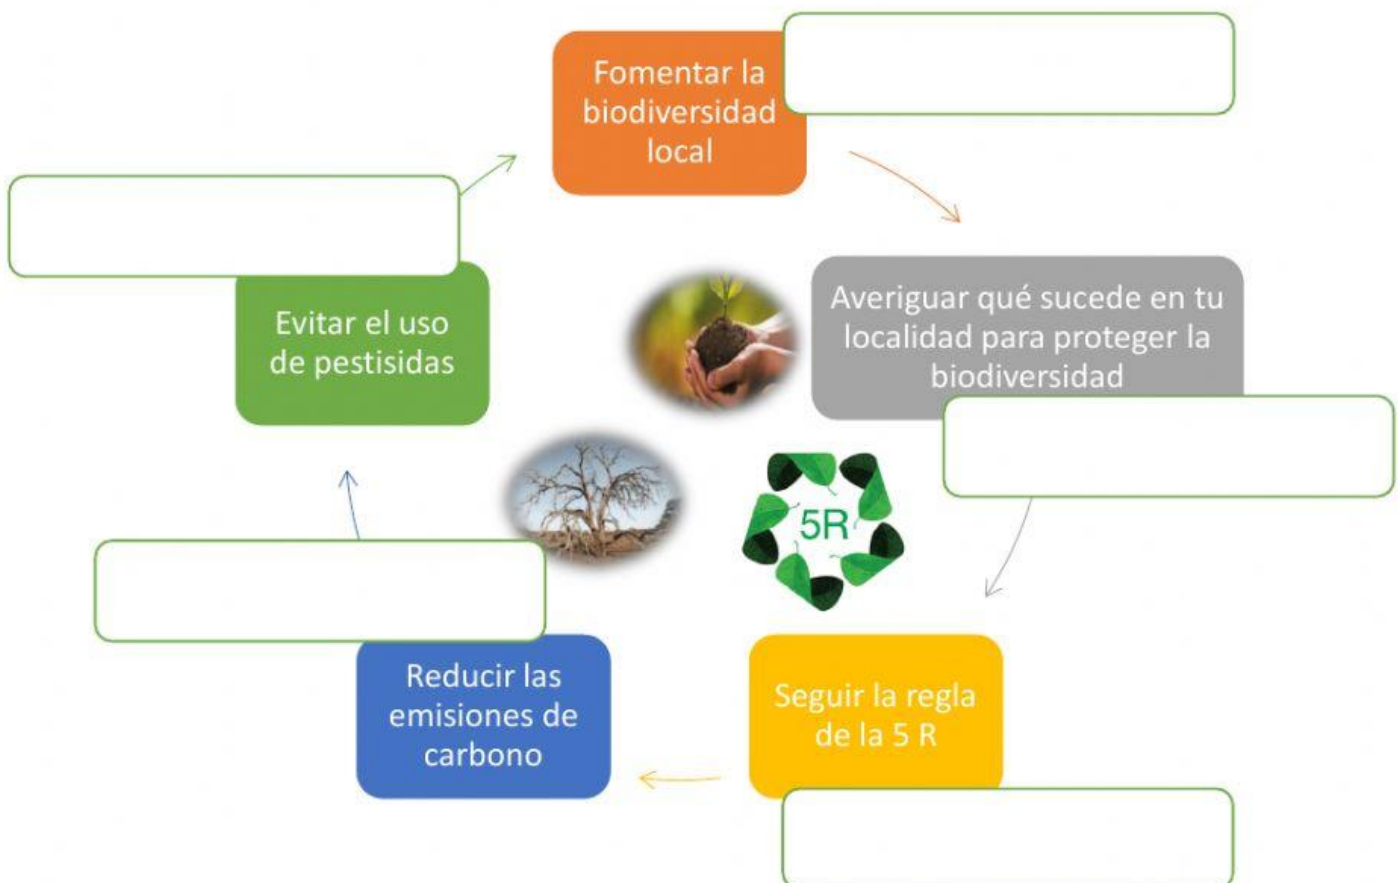 Fomentar la
biodiversidad
local
Averiguar qué sucede en tu
localidad para proteger la
biodiversidad
Seguir la regla
de la 5 R
Reducir las
emisiones de
carbono
Evitar el uso
de pestisidas
5R